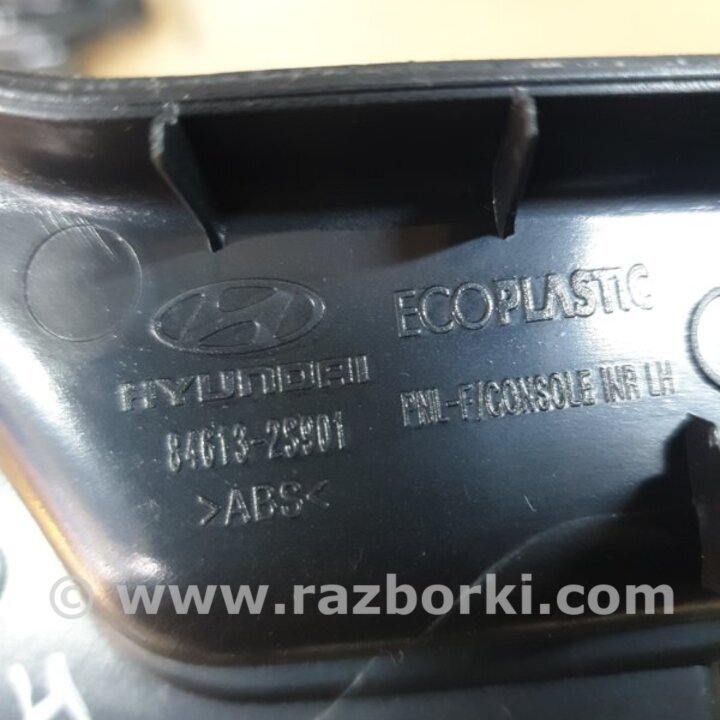 ECOPLASTIC
HYUNDAI
PNL-F/CONSOLE INR LH
84613-2S901
>ABS<
© www.razborki.com
H